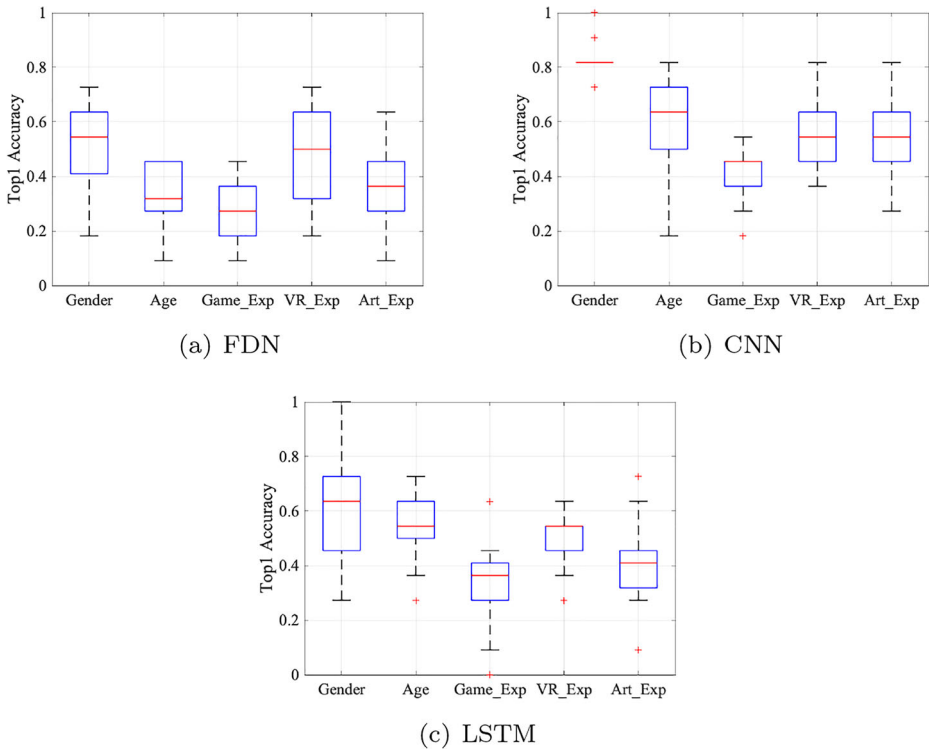 1
0.8
0.6
0.4
0.2
0
Top1 Accuracy
Gender Age Game_Exp VR_Exp Art_Exp
(a) FDN
1
0.8
0.6
0.4
0.2
0
Top1 Accuracy
Gender Age Game_Exp VR_Exp Art_Exp
(b) CNN
1
0.8
0.6
0.4
0.2
0
Top1 Accuracy
Gender Age Game_Exp VR_Exp Art_Exp
(c) LSTM